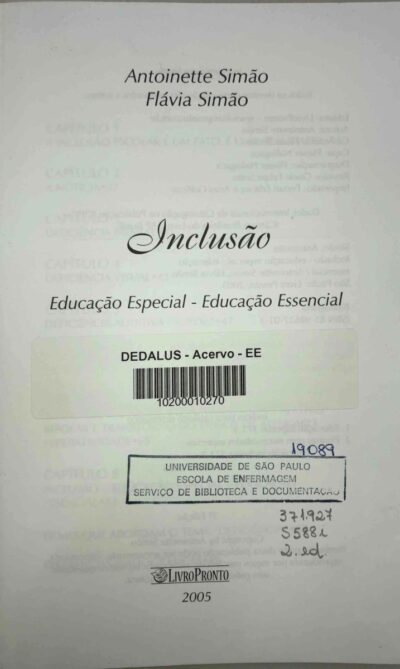 Antoinette Simão
Flávia Simão
Inclusão
Educação Especial - Educação Essencial
DEDALUS - Acervo - EE
10200010270
19089
UNIVERSIDADE DE SÃO PAULO
ESCOLA DE ENFERMAGEM
SERVIÇO DE BIBLIOTECA E DOCUMENTAÇÃO
371.927
S588i
2. ed.
LIVROPRONTO
2005